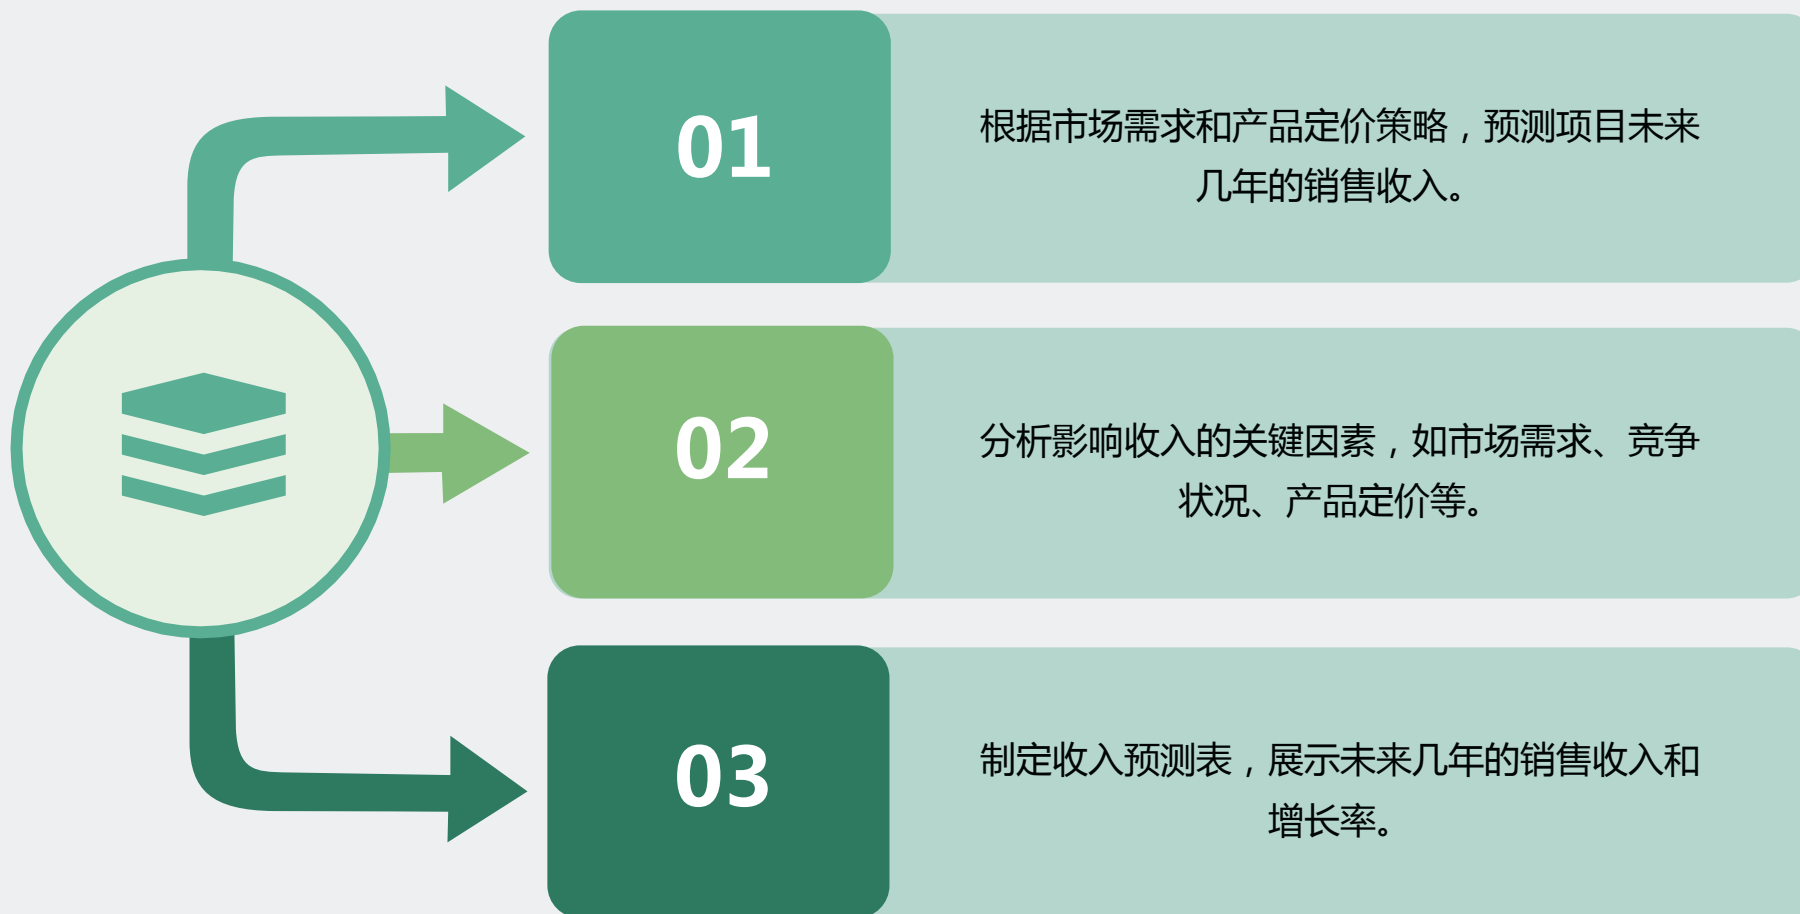 01
根据市场需求和产品定价策略，预测项目未来
几年的销售收入。
02
分析影响收入的关键因素，如市场需求、竞争
状况、产品定价等。
03
制定收入预测表，展示未来几年的销售收入和
增长率。